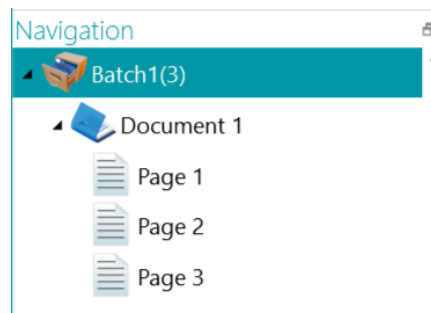 Navigation
Batch1(3)
Document 1
Page 1
Page 2
Page 3